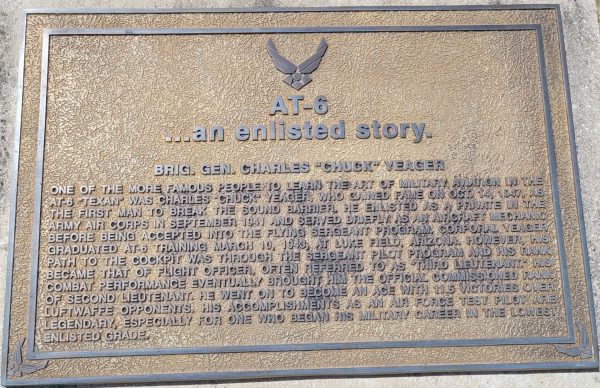 AT-6
...an enlisted story.
BRIG. GEN. CHARLES "CHUCK" YEAGER
ONE OF THE MORE FAMOUS PEOPLE TO LEARN THE ART OF MILITARY AVIATION IN THE
AT-6 "TEXAN" WAS CHARLES "CHUCK" YEAGER, WHO GAINED FAME ON OCT. 14, 1947, AS
THE FIRST MAN TO BREAK THE SOUND BARRIER. HE ENLISTED AS A PRIVATE IN THE
ARMY AIR CORPS IN SEPTEMBER 1941 AND SERVED BRIEFLY AS AN AIRCRAFT MECHANIC
BEFORE BEING ACCEPTED INTO THE FLYING SERGEANT PROGRAM. CORPORAL YEAGER
GRADUATED AT-6 TRAINING MARCH 10, 1943, AT LUKE FIELD, ARIZONA. HOWEVER, HIS
PATH TO THE COCKPIT WAS THROUGH THE SERGEANT PILOT PROGRAM AND HIS RANK
BECAME THAT OF FLIGHT OFFICER, OFTEN REFERRED TO AS "THIRD LIEU." HIS
COMBAT PERFORMANCE EVENTUALLY BROUGHT HIM THE OFFICIAL COMMISSIONED RANK
OF SECOND LIEUTENANT. HE WENT ON TO BECOME AN ACE WITH 11.5 VICTORIES OVER
LUFTWAFFE OPPONENTS. HIS ACCOMPLISHMENTS AS AN AIR FORCE TEST PILOT ARE
LEGENDARY, ESPECIALLY FOR ONE WHO BEGAN HIS MILITARY CAREER IN THE LOWEST
ENLISTED GRADE.